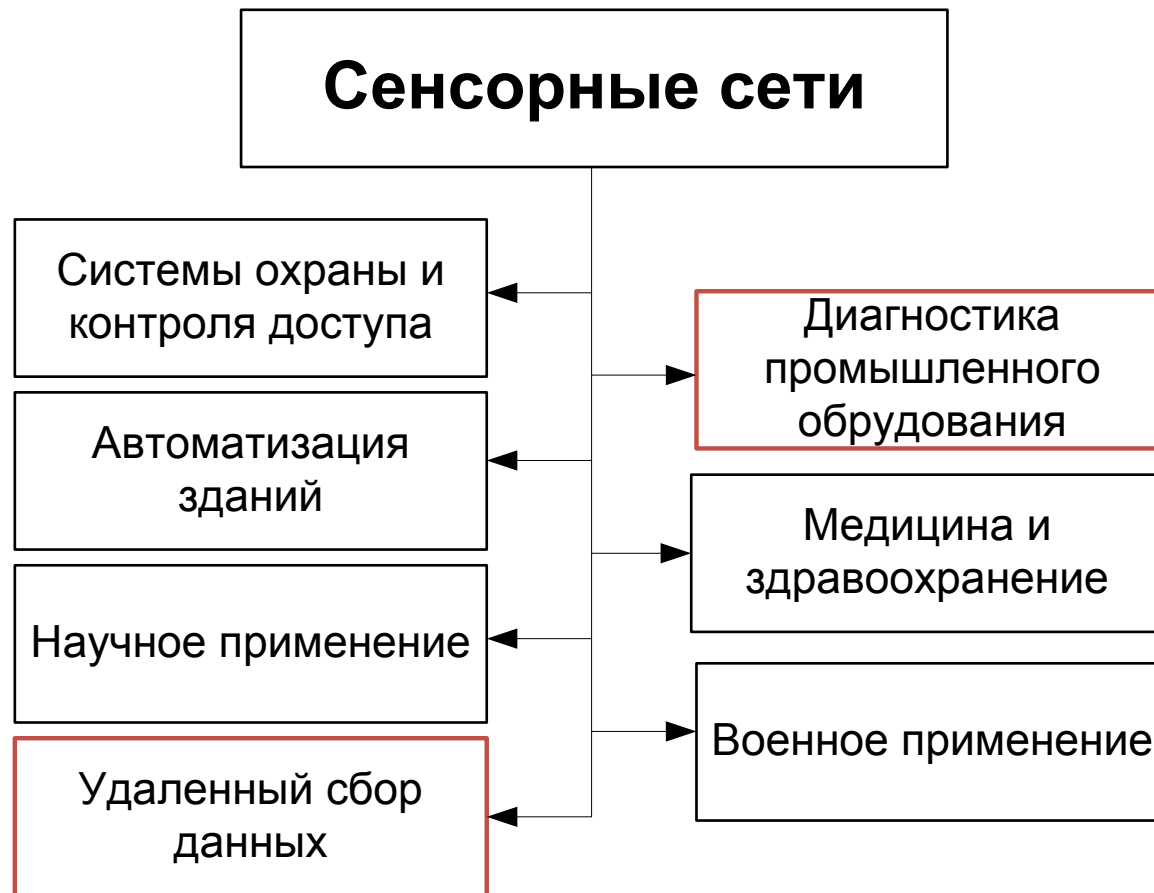 Сенсорные сети
Системы охраны и
контроля доступа
Автоматизация
зданий
Научное применение
Удаленный сбор
данных
Диагностика
промышленного
обрудования
Медицина и
здравоохранение
Военное применение